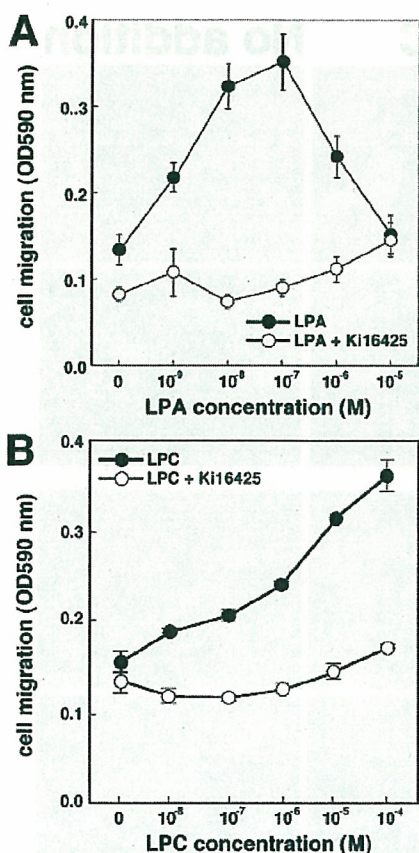 No addition
A
0.4
0.3
0.2
0.1
0.0
cell migration (OD590 nm)
LPA
LPA + Ki16425
0 10⁻⁹ 10⁻⁸ 10⁻⁷ 10⁻⁶ 10⁻⁵
LPA concentration (M)
B
0.4
0.3
0.2
0.1
0.0
cell migration (OD590 nm)
LPC
LPC + Ki16425
0 10⁻⁸ 10⁻⁷ 10⁻⁶ 10⁻⁵ 10⁻⁴
LPC concentration (M)